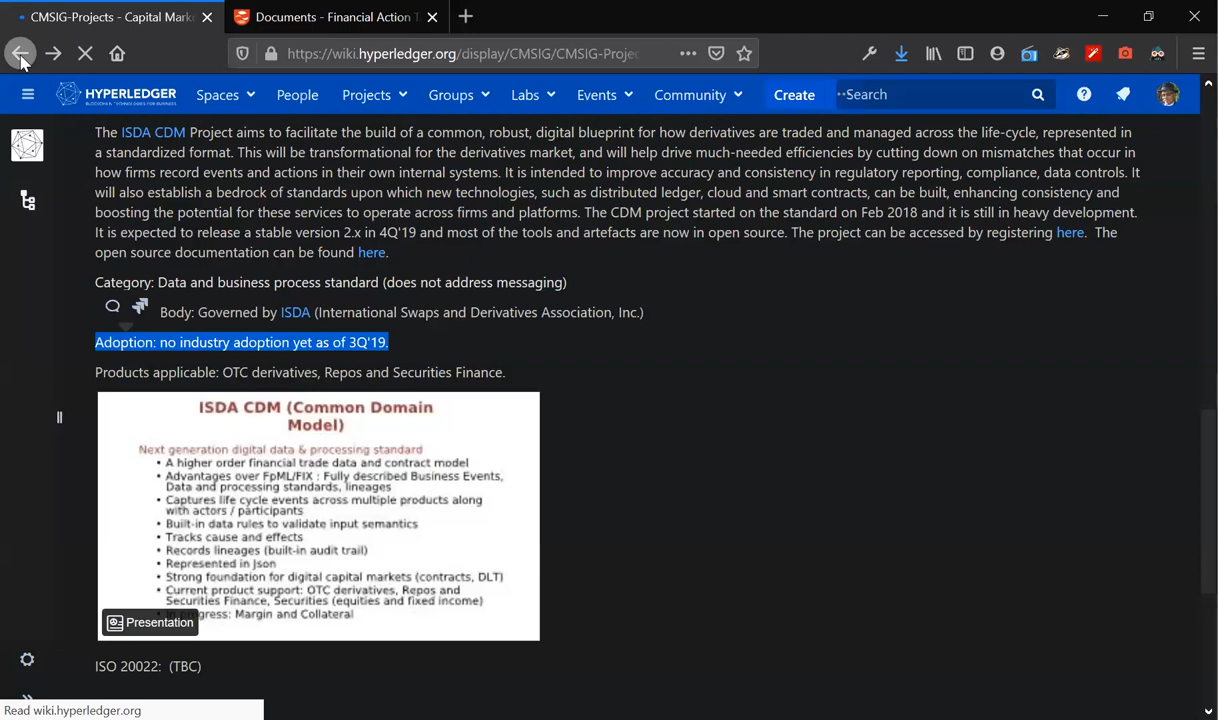 CMSIG-Projects - Capital Marke
Documents - Financial Action T
https://wiki.hyperledger.org/display/CMSIG/CMSIG-Projec
HYPERLEDGER Spaces People Projects Groups Labs Events Community Create Search
BLOCKCHAIN TECHNOLOGIES FOR BUSINESS
The ISDA CDM Project aims to facilitate the build of a common, robust, digital blueprint for how derivatives are traded and managed across the life-cycle, represented in
a standardized format. This will be transformational for the derivatives market, and will help drive much-needed efficiencies by cutting down on mismatches that occur in
how firms record events and actions in their own internal systems. It is intended to improve accuracy and consistency in regulatory reporting, compliance, data controls. It
will also establish a bedrock of standards upon which new technologies, such as distributed ledger, cloud and smart contracts, can be built, enhancing consistency and
boosting the potential for these services to operate across firms and platforms. The CDM project started on the standard on Feb 2018 and it is still in heavy development.
It is expected to release a stable version 2.x in 4Q'19 and most of the tools and artefacts are now in open source. The project can be accessed by registering here. The
open source documentation can be found here.
Category: Data and business process standard (does not address messaging)
Body: Governed by ISDA (International Swaps and Derivatives Association, Inc.)
Adoption: no industry adoption yet as of 3Q'19.
Products applicable: OTC derivatives, Repos and Securities Finance.
ISDA CDM (Common Domain
Model)
Next generation digital data & processing standard
• A higher order financial trade data and contract model
• Advantages over FpML/FIX : Fully described Business Events,
Data and processing standards, lineages
• Captures life cycle events across multiple products along
with actors / participants
• Built-in data rules to validate input semantics
• Tracks cause and effects
• Records lineages (built-in audit trail)
• Represented in Json
• Strong foundation for digital capital markets (contracts, DLT)
• Current product support: OTC derivatives, Repos and
Securities Finance, Securities (equities and fixed income)
gress: Margin and Collateral
Presentation
ISO 20022: (TBC)
Read wiki.hyperledger.org